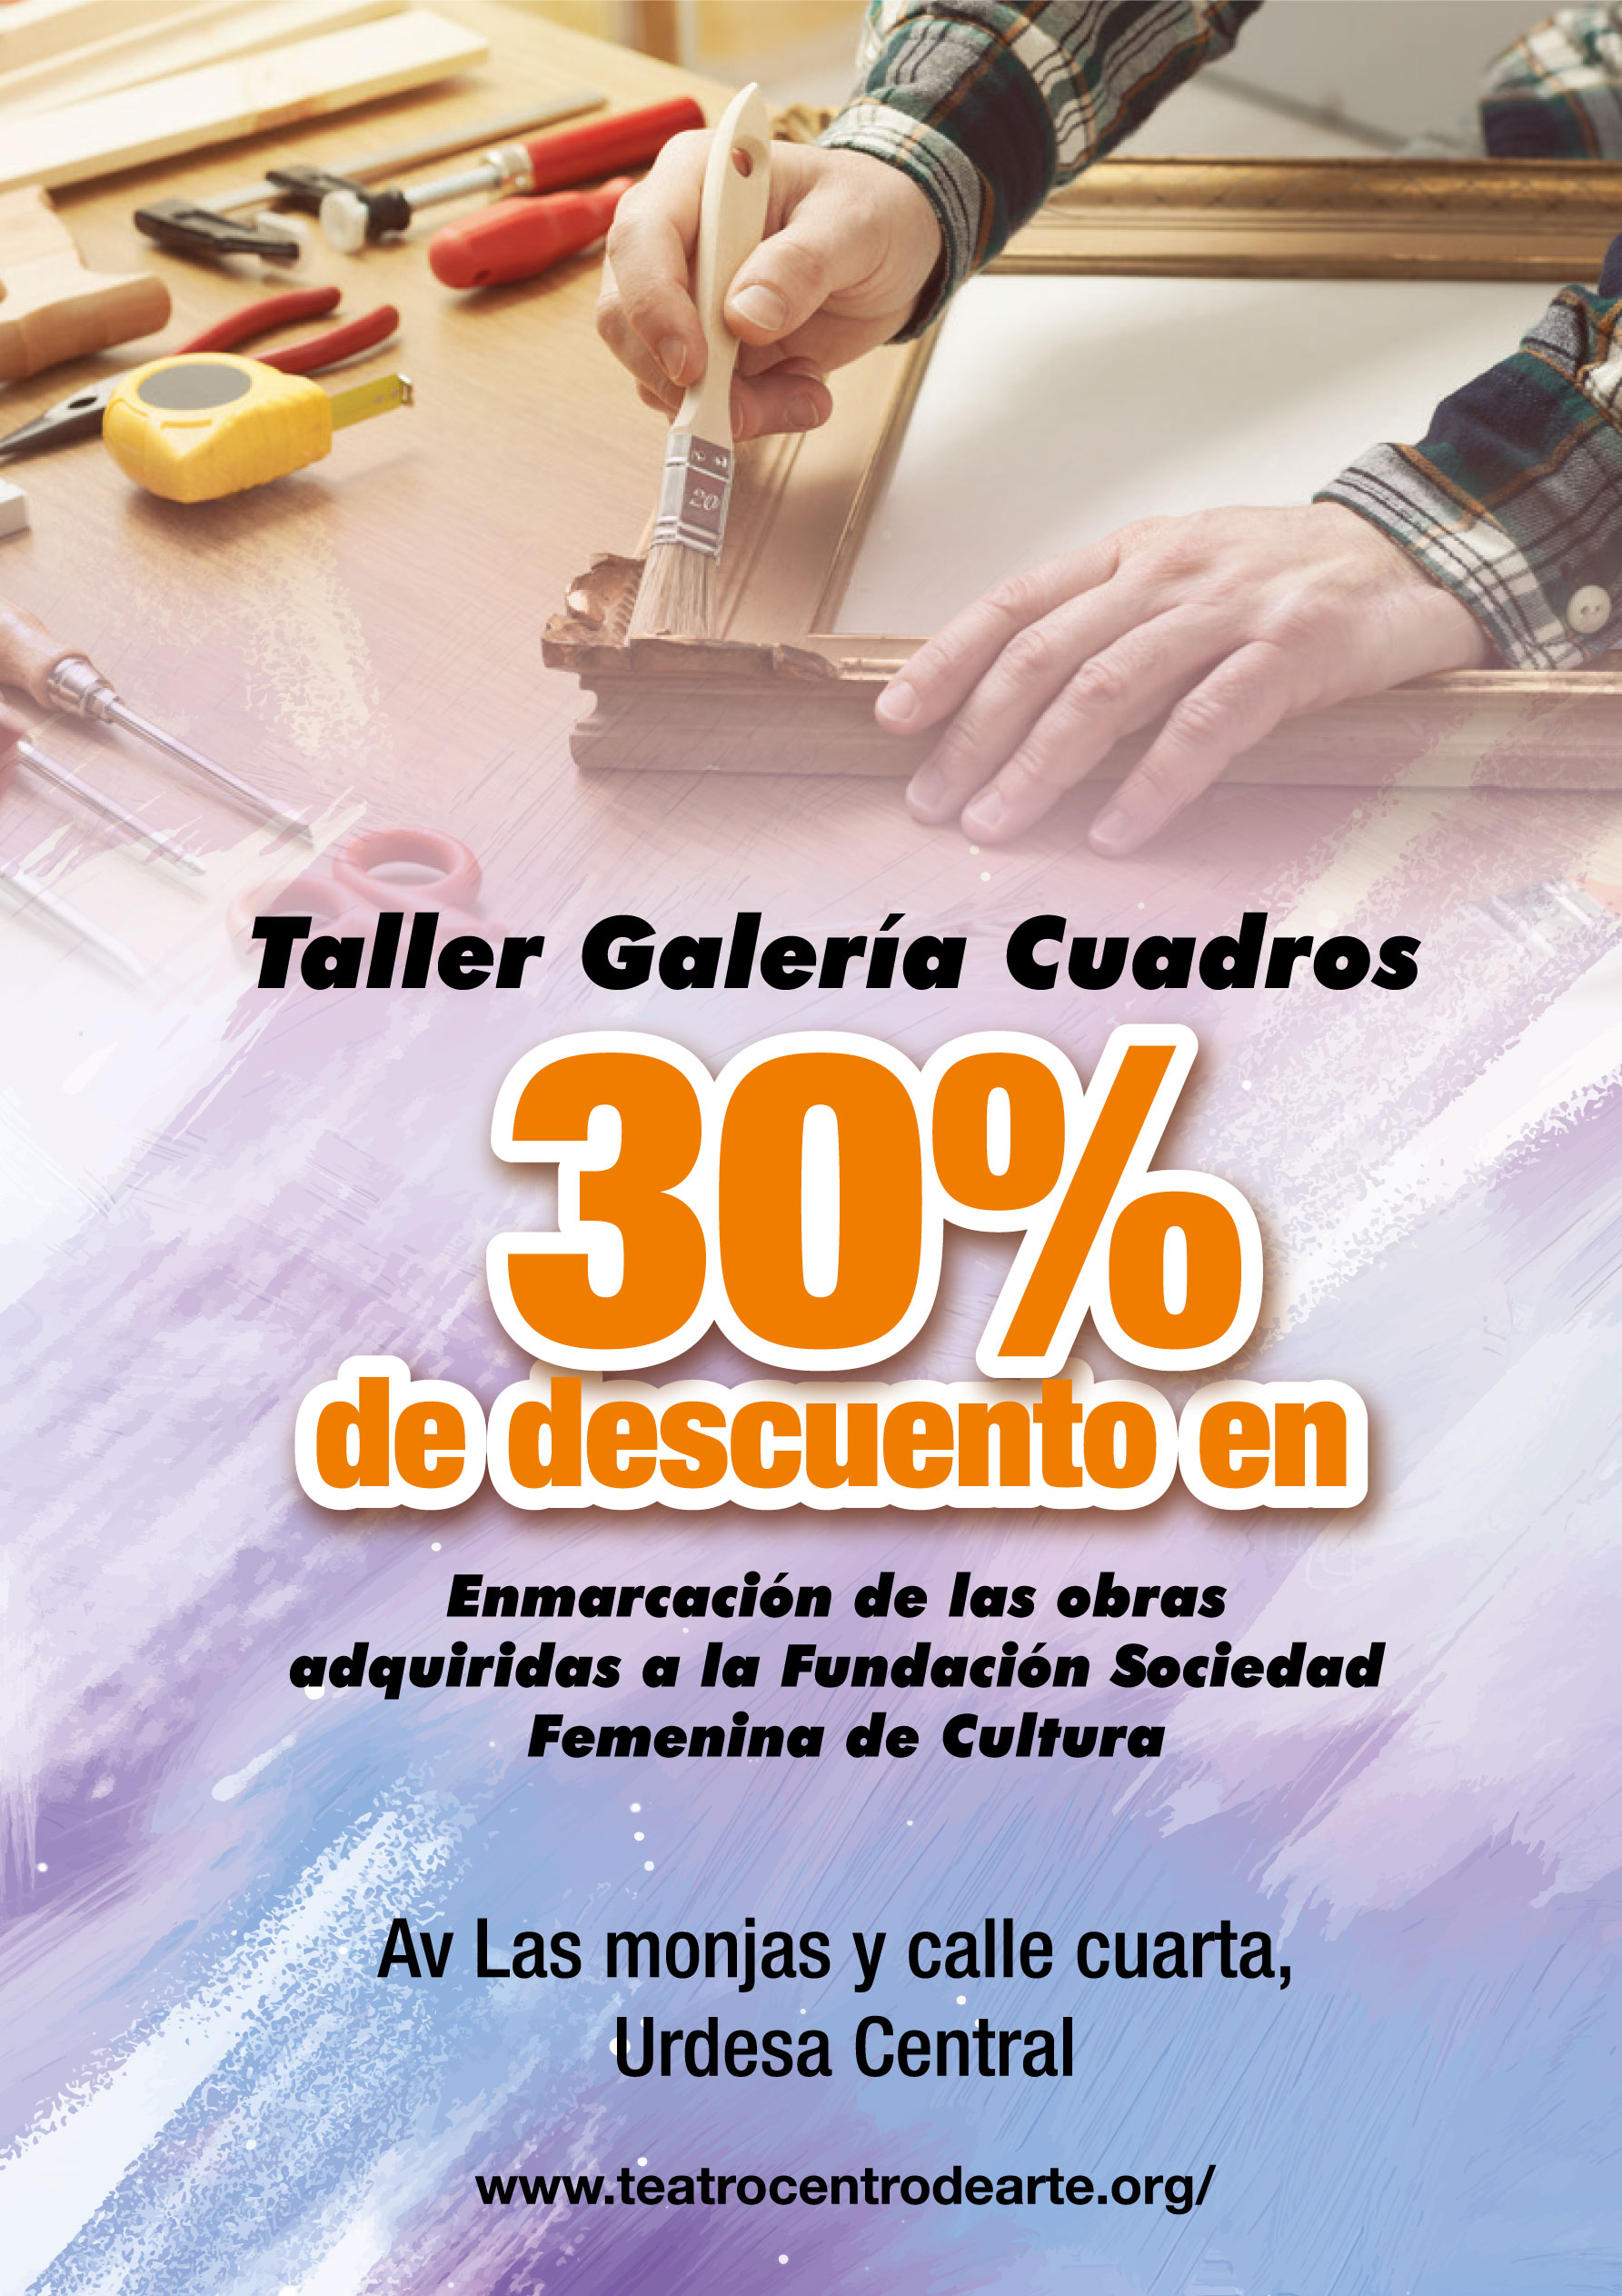 20
Taller Galería Cuadros
30%
de descuento en
Enmarcación de las obras
adquiridas a la Fundación Sociedad
Femenina de Cultura
Av Las monjas y calle cuarta,
Urdesa Central
www.teatrocentrodearte.org/